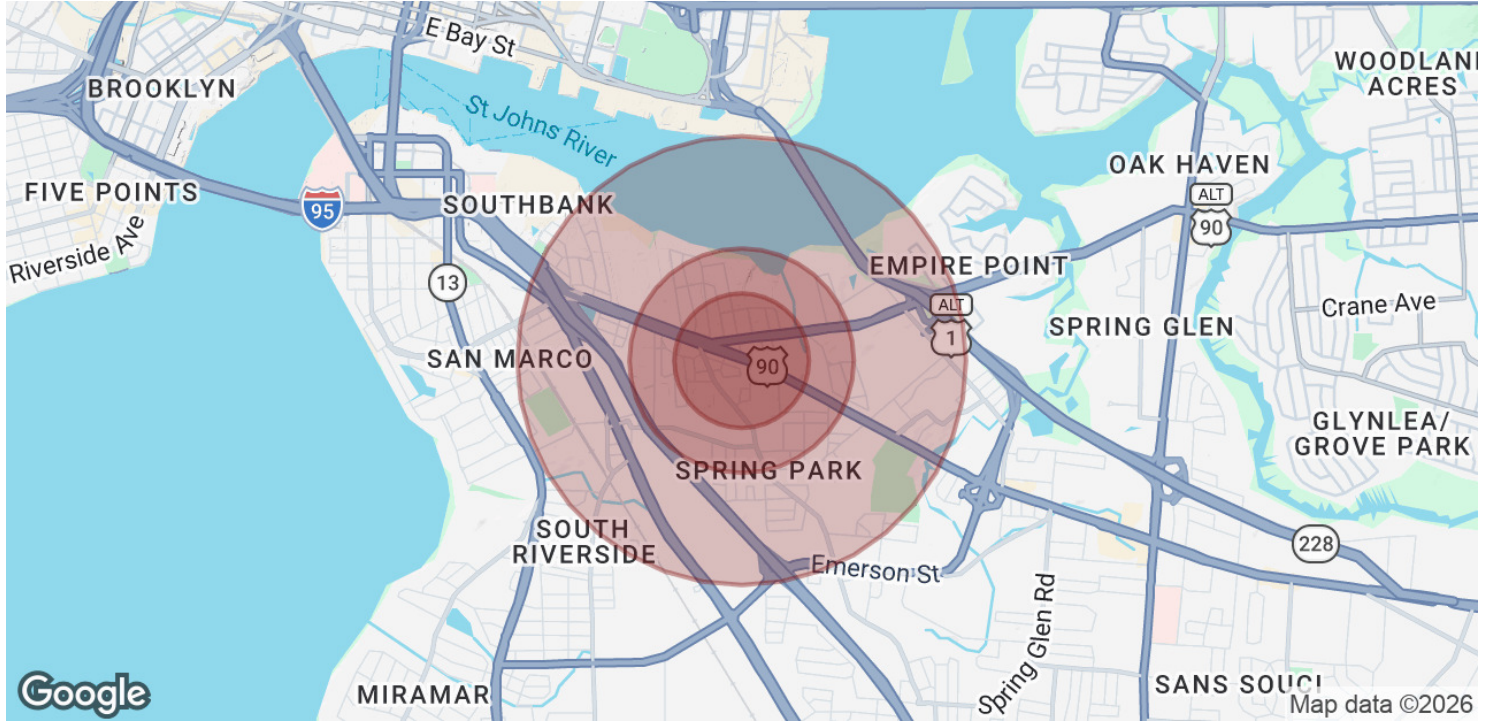 E Bay St
BROOKLYN
WOODLAN
ACRES
St Johns River
OAK HAVEN
FIVE POINTS
95
SOUTHBANK
ALT
90
Riverside Ave
13
EMPIRE POINT
ALT
1
Crane Ave
SPRING GLEN
SAN MARCO
90
GLYNLEA/
GROVE PARK
SPRING PARK
SOUTH
RIVERSIDE
228
Emerson St
Spring Glen Rd
MIRAMAR
SANS SOUCI
Google
Map data ©2026